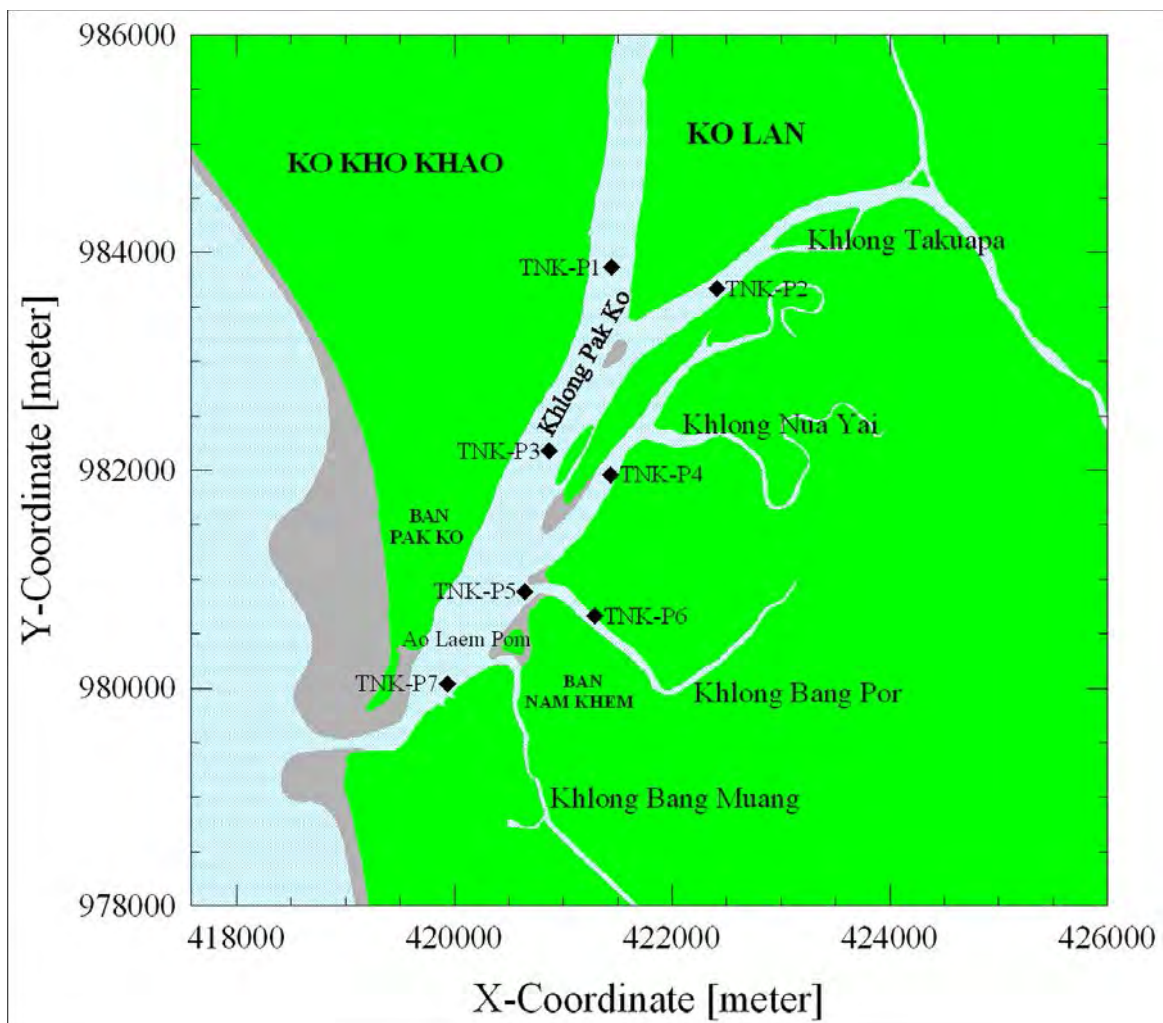 986000
KO LAN
KO KHO KHAO
Khlong Takuapa
984000
TNK-P1
TNK-P2
Khlong Pak Ko
Khlong Nua Yai
TNK-P3
982000
TNK-P4
BAN
PAK KO
TNK-P5
TNK-P6
Ao Laem Pom
980000
TNK-P7
BAN
NAM KHEM
Khlong Bang Por
Khlong Bang Muang
978000
418000 420000 422000 424000 426000
X-Coordinate [meter]
Y-Coordinate [meter]